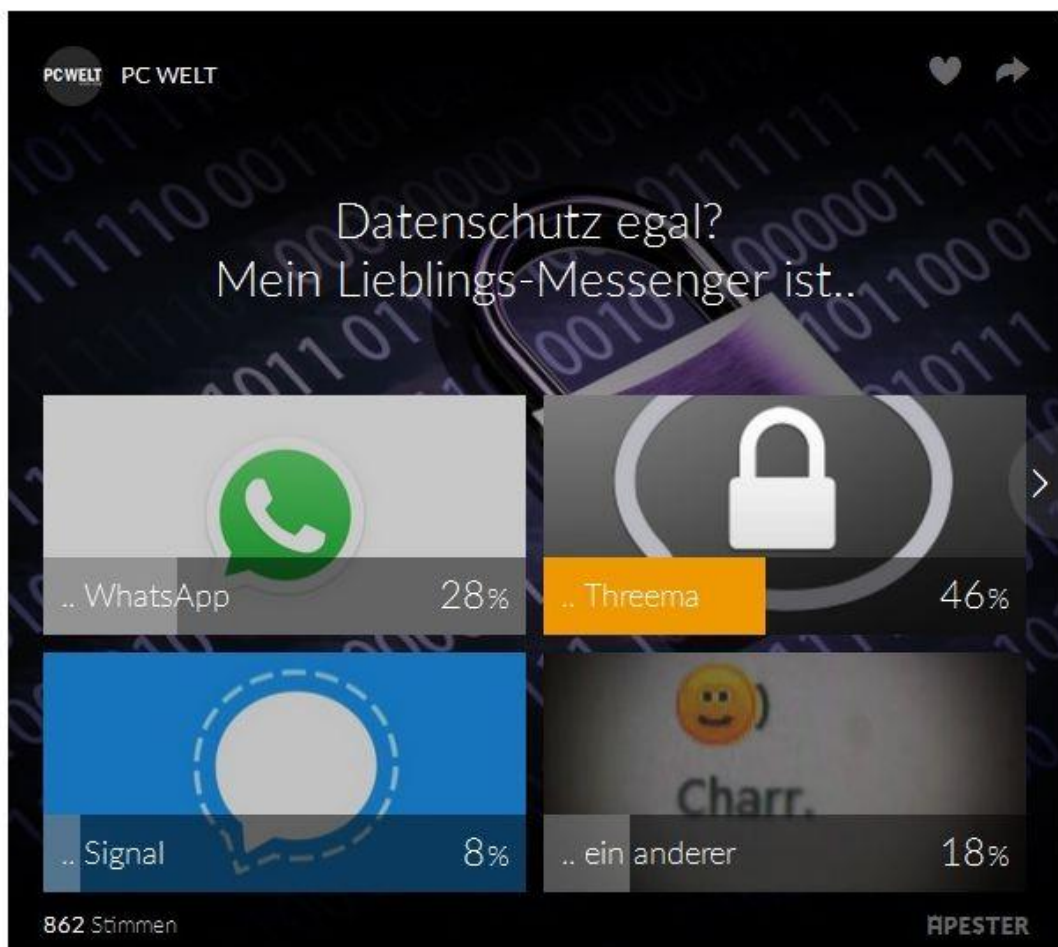 PCWELT PC WELT
Datenschutz egal?
Mein Lieblings-Messenger ist..
.. WhatsApp 28%
.. Threema 46%
Charr.
.. Signal 8%
.. ein anderer 18%
862 Stimmen
APESTER